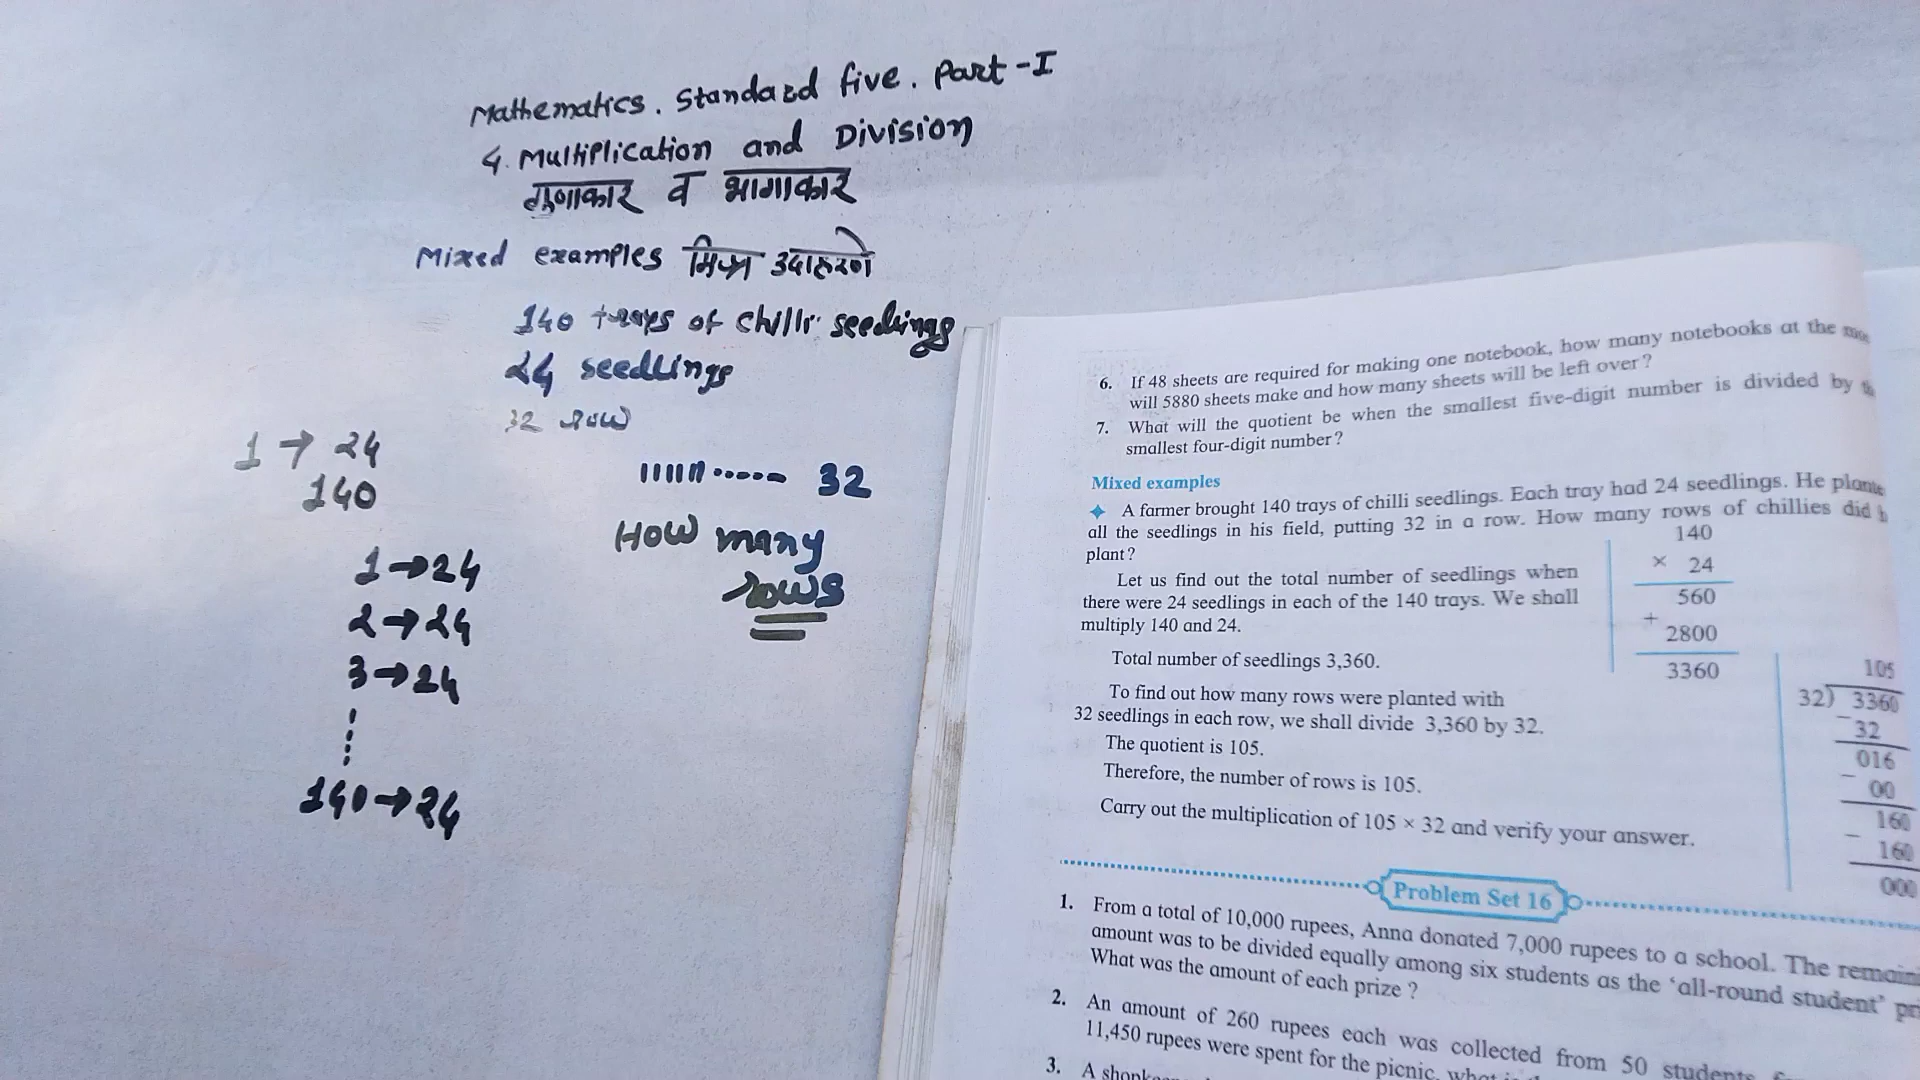 Mathematics. Standard five. Part-I
4. Multiplication and Division
गुणाकार व भागाकार
Mixed examples मिश्र उदाहरणे
140 trays of chilli seedlings
24 seedlings
32 row
1 → 24
140
1→24
2→24
3→24
140→24
32
How many
rows
6. If 48 sheets are required for making one notebook, how many notebooks at the
will 5880 sheets make and how many sheets will be left over?
7. What will the quotient be when the smallest five-digit number is divided by
smallest four-digit number?
Mixed examples
A farmer brought 140 trays of chilli seedlings. Each tray had 24 seedlings. He
all the seedlings in his field, putting 32 in a row. How many rows of chillies did
plant?
Let us find out the total number of seedlings when
there were 24 seedlings in each of the 140 trays. We shall
multiply 140 and 24.
Total number of seedlings 3,360.
To find out how many rows were planted with
32 seedlings in each row, we shall divide 3,360 by 32.
The quotient is 105.
Therefore, the number of rows is 105.
Carry out the multiplication of 105 × 32 and verify your answer.
140
× 24
560
+
2800
3360
105
32) 3360
- 32
016
- 00
160
- 160
000
Problem Set 16
1. From a total of 10,000 rupees, Anna donated 7,000 rupees to a school. The
amount was to be divided equally among six students as the 'all-round student'
What was the amount of each prize ?
2. An amount of 260 rupees each was collected from 50 students
11,450 rupees were spent for the picnic, what
3. A